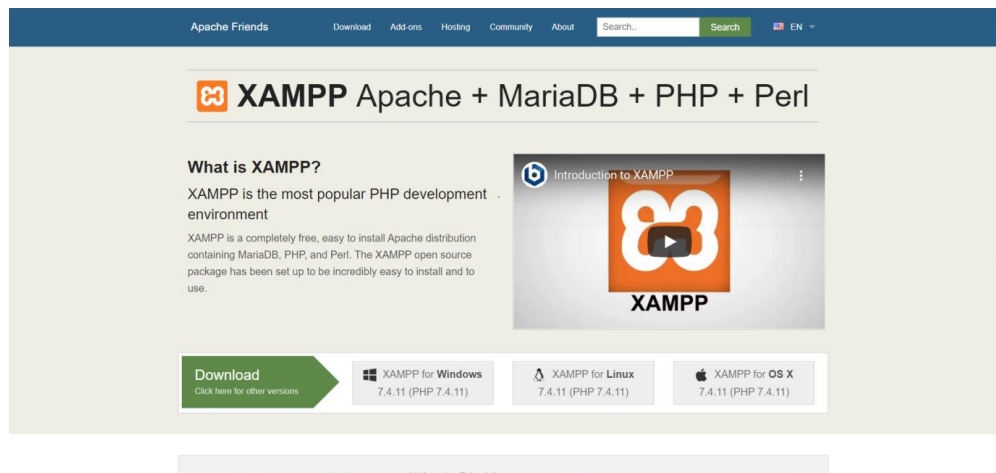 Apache Friends
Download Add-ons Hosting Community About
Search..
Search
EN
XAMPP Apache + MariaDB + PHP + Perl
What is XAMPP?
XAMPP is the most popular PHP development
environment
XAMPP is a completely free, easy to install Apache distribution
containing MariaDB, PHP, and Perl. The XAMPP open source
package has been set up to be incredibly easy to install and to
use.
Introduction to XAMPP
XAMPP
Download
Click here for other versions
XAMPP for Windows
7.4.11 (PHP 7.4.11)
XAMPP for Linux
7.4.11 (PHP 7.4.11)
XAMPP for OS X
7.4.11 (PHP 7.4.11)